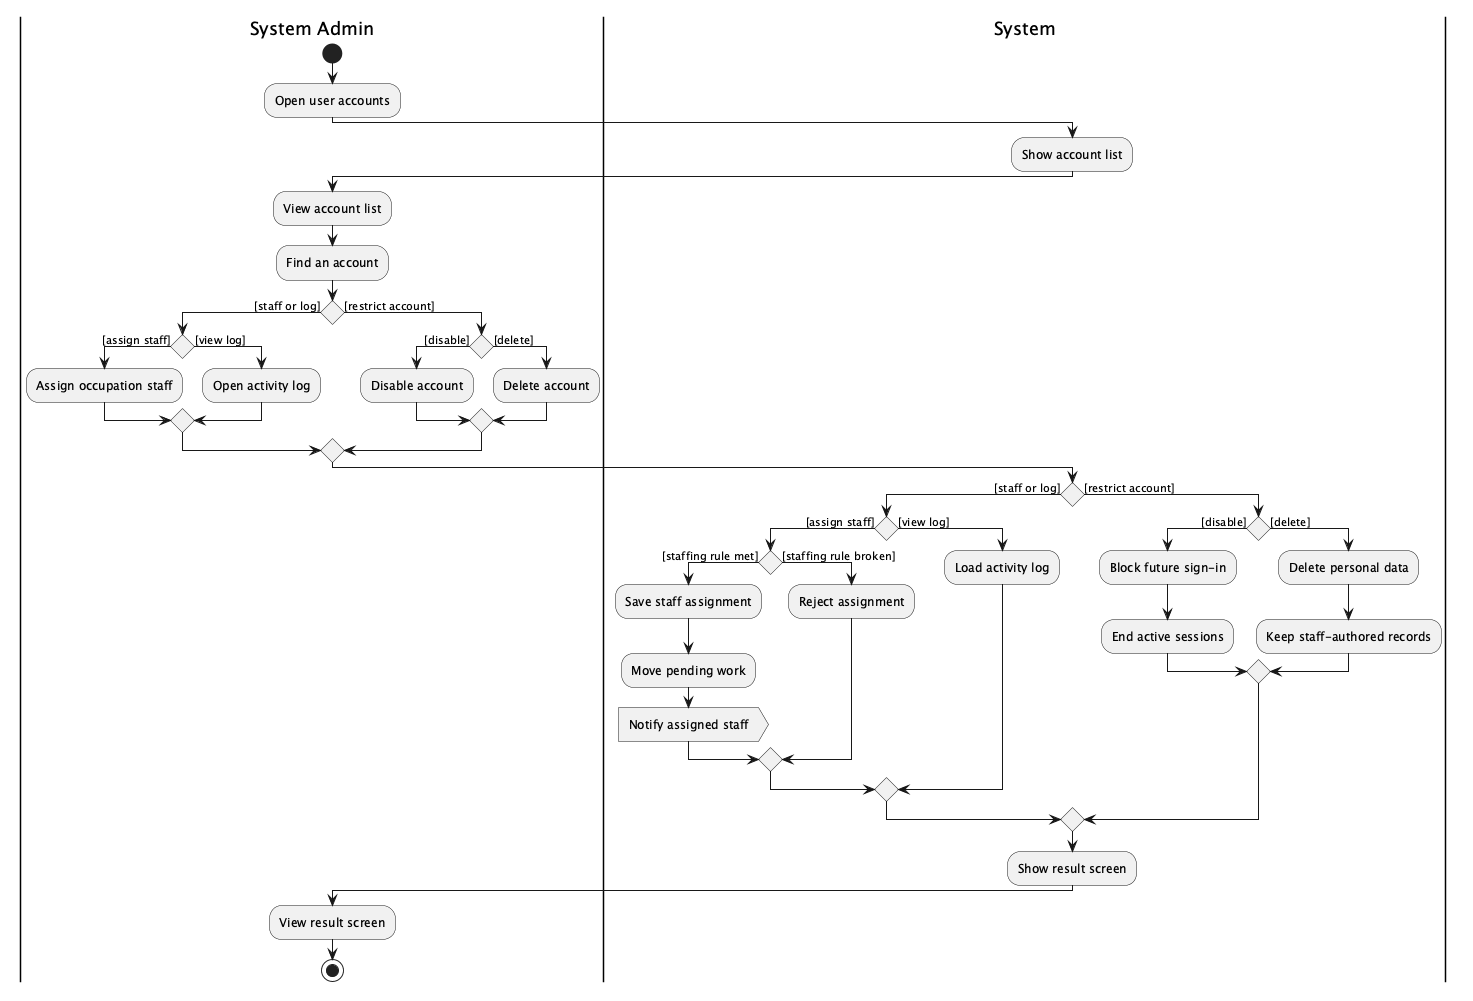 System Admin
System
Open user accounts
Show account list
View account list
Find an account
[staff or log]
[restrict account]
[assign staff]
[view log]
[disable]
[delete]
Assign occupation staff
Open activity log
Disable account
Delete account
[staff or log]
[restrict account]
[assign staff]
[view log]
[disable]
[delete]
[staffing rule met]
[staffing rule broken]
Load activity log
Block future sign-in
Delete personal data
Save staff assignment
Reject assignment
End active sessions
Keep staff-authored records
Move pending work
Notify assigned staff
Show result screen
View result screen